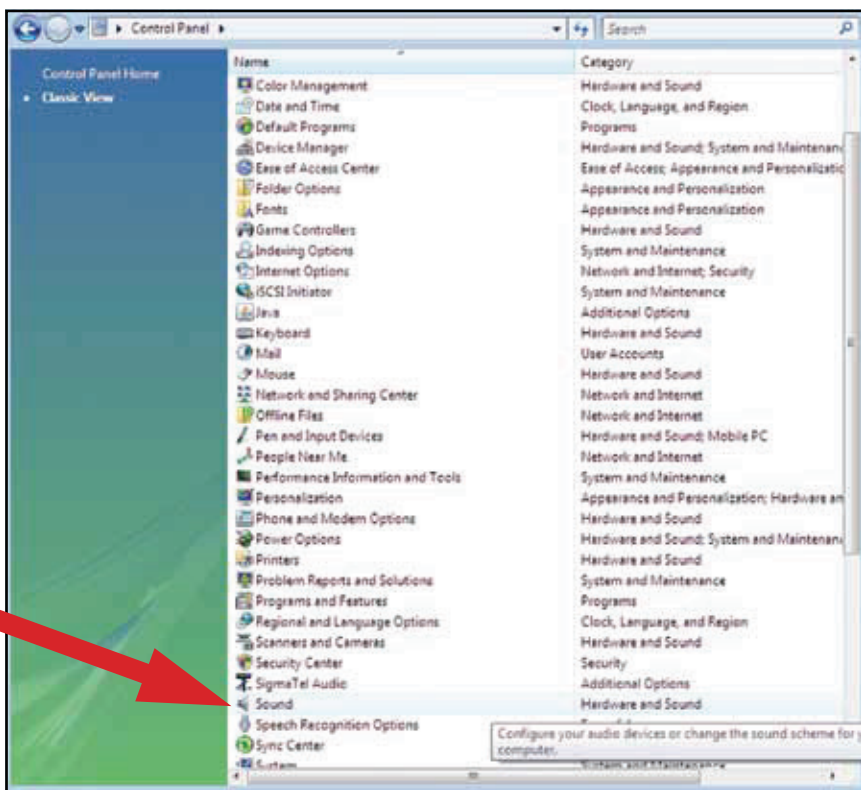 Control Panel
Search
Control Panel Home
Classic View
Name Category
Color Management Hardware and Sound
Date and Time Clock, Language, and Region
Default Programs Programs
Device Manager Hardware and Sound; System and Maintenan
Ease of Access Center Ease of Access; Appearance and Personalizatic
Folder Options Appearance and Personalization
Fonts Appearance and Personalization
Game Controllers Hardware and Sound
Indexing Options System and Maintenance
Internet Options Network and Internet; Security
iSCSI Initiator System and Maintenance
Java Additional Options
Keyboard Hardware and Sound
Mail User Accounts
Mouse Hardware and Sound
Network and Sharing Center Network and Internet
Offline Files Network and Internet
Pen and Input Devices Hardware and Sound; Mobile PC
People Near Me Network and Internet
Performance Information and Tools System and Maintenance
Personalization Appearance and Personalization; Hardware an
Phone and Modem Options Hardware and Sound
Power Options Hardware and Sound; System and Maintenan
Printers Hardware and Sound
Problem Reports and Solutions System and Maintenance
Programs and Features Programs
Regional and Language Options Clock, Language, and Region
Scanners and Cameras Hardware and Sound
Security Center Security
SigmaTel Audio Additional Options
Sound Hardware and Sound
Speech Recognition Options
Configure your audio devices or change the sound scheme for y
Sync Center
computer.
System System and Maintenance